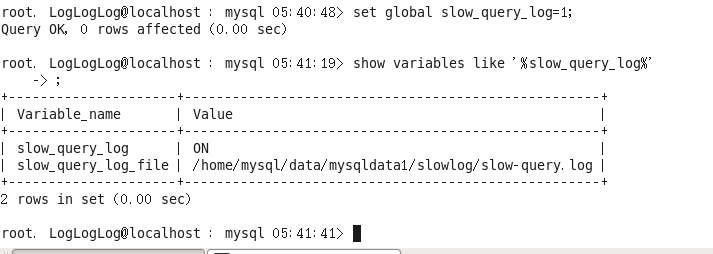 root. LogLogLog@localhost : mysql 05:40:48> set global slow_query_log=1;
Query OK, 0 rows affected (0.00 sec)
root. LogLogLog@localhost : mysql 05:41:19> show variables like '%slow_query_log%'
    -> ;
+---------------------+------------------------------------------------+
| Variable_name       | Value                                          |
+---------------------+------------------------------------------------+
| slow_query_log      | ON                                             |
| slow_query_log_file | /home/mysql/data/mysqldata1/slowlog/slow-query.log |
+---------------------+------------------------------------------------+
2 rows in set (0.00 sec)
root. LogLogLog@localhost : mysql 05:41:41>